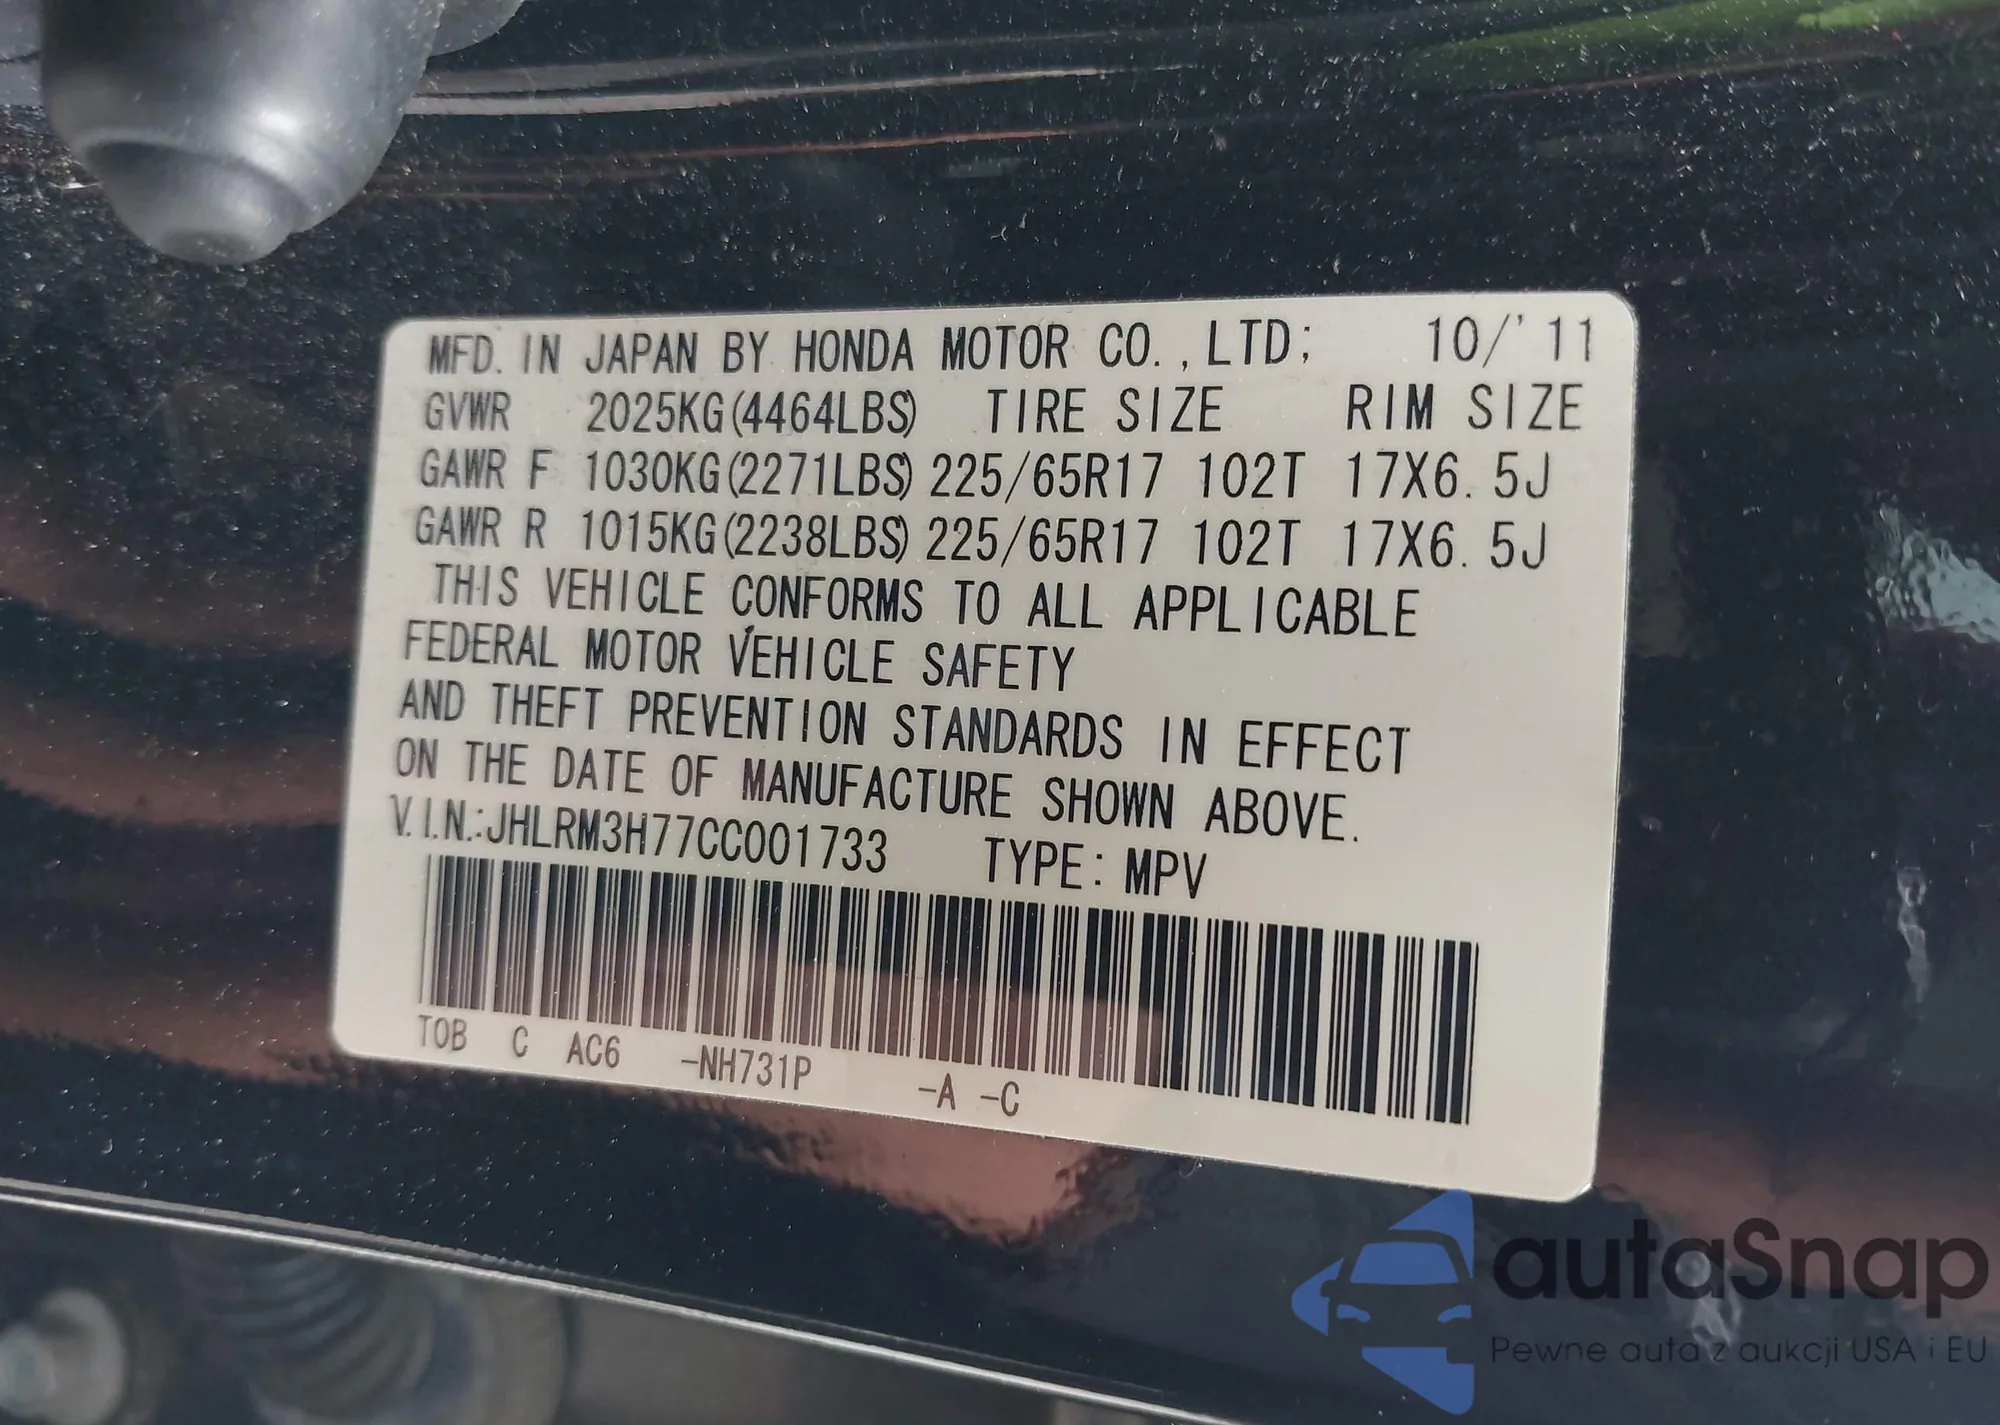 MFD. IN JAPAN BY HONDA MOTOR CO.,LTD; 10/'11
GVWR 2025KG(4464LBS) TIRE SIZE RIM SIZE
GAWR F 1030KG(2271LBS) 225/65R17 102T 17X6.5J
GAWR R 1015KG(2238LBS) 225/65R17 102T 17X6.5J
THIS VEHICLE CONFORMS TO ALL APPLICABLE
FEDERAL MOTOR VEHICLE SAFETY
AND THEFT PREVENTION STANDARDS IN EFFECT
ON THE DATE OF MANUFACTURE SHOWN ABOVE.
V.I.N.:JHLRM3H77CC001733 TYPE: MPV
TOB C AC6 -NH731P -A -C
autaSnap
Pewne auta z aukcji USA i EU